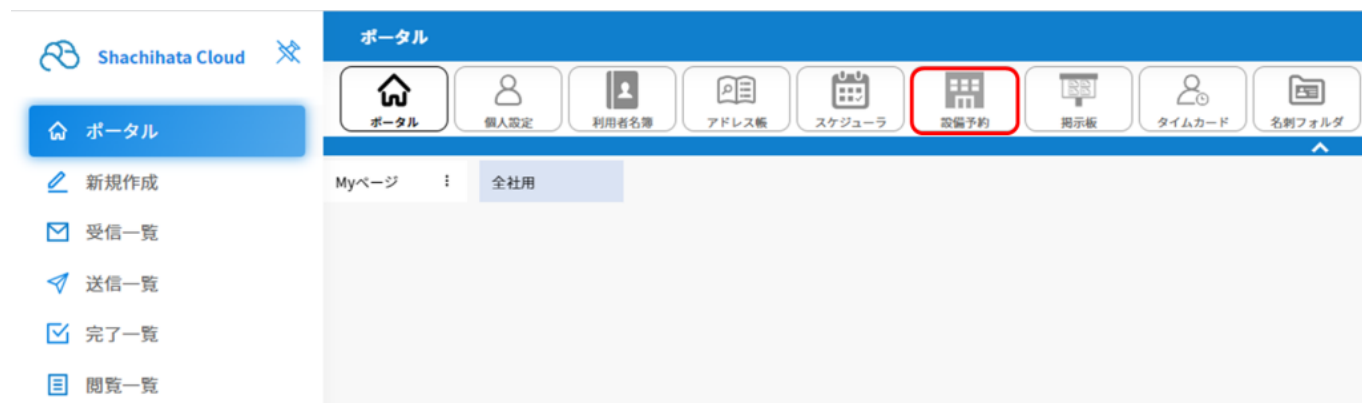 Shachihata Cloud
ポータル
新規作成
受信一覧
送信一覧
完了一覧
閲覧一覧
ポータル
ポータル 個人設定 利用者名簿 アドレス帳 スケジューラ 設備予約 掲示板 タイムカード 名刺フォルダ
Myページ 全社用